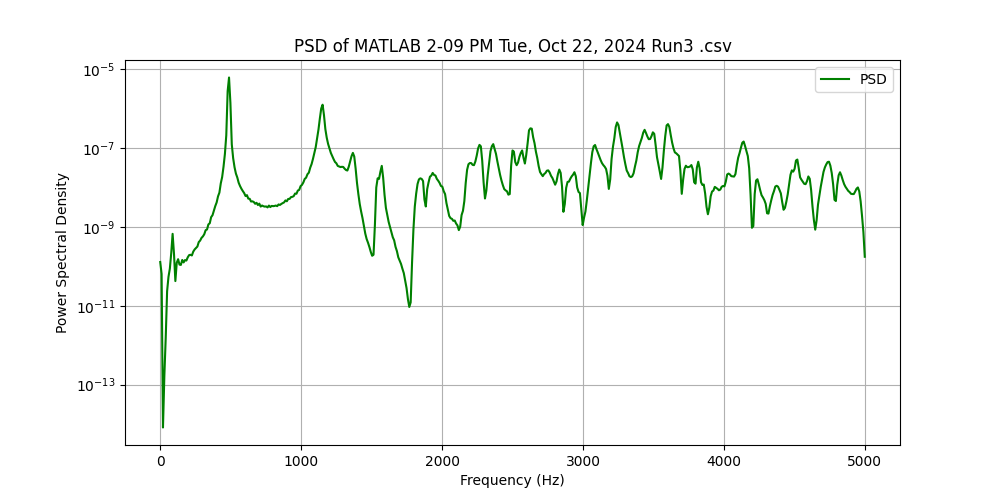 PSD of MATLAB 2-09 PM Tue, Oct 22, 2024 Run3 .csv
PSD
Power Spectral Density
10⁻⁵
10⁻⁷
10⁻⁹
10⁻¹¹
10⁻¹³
0 1000 2000 3000 4000 5000
Frequency (Hz)